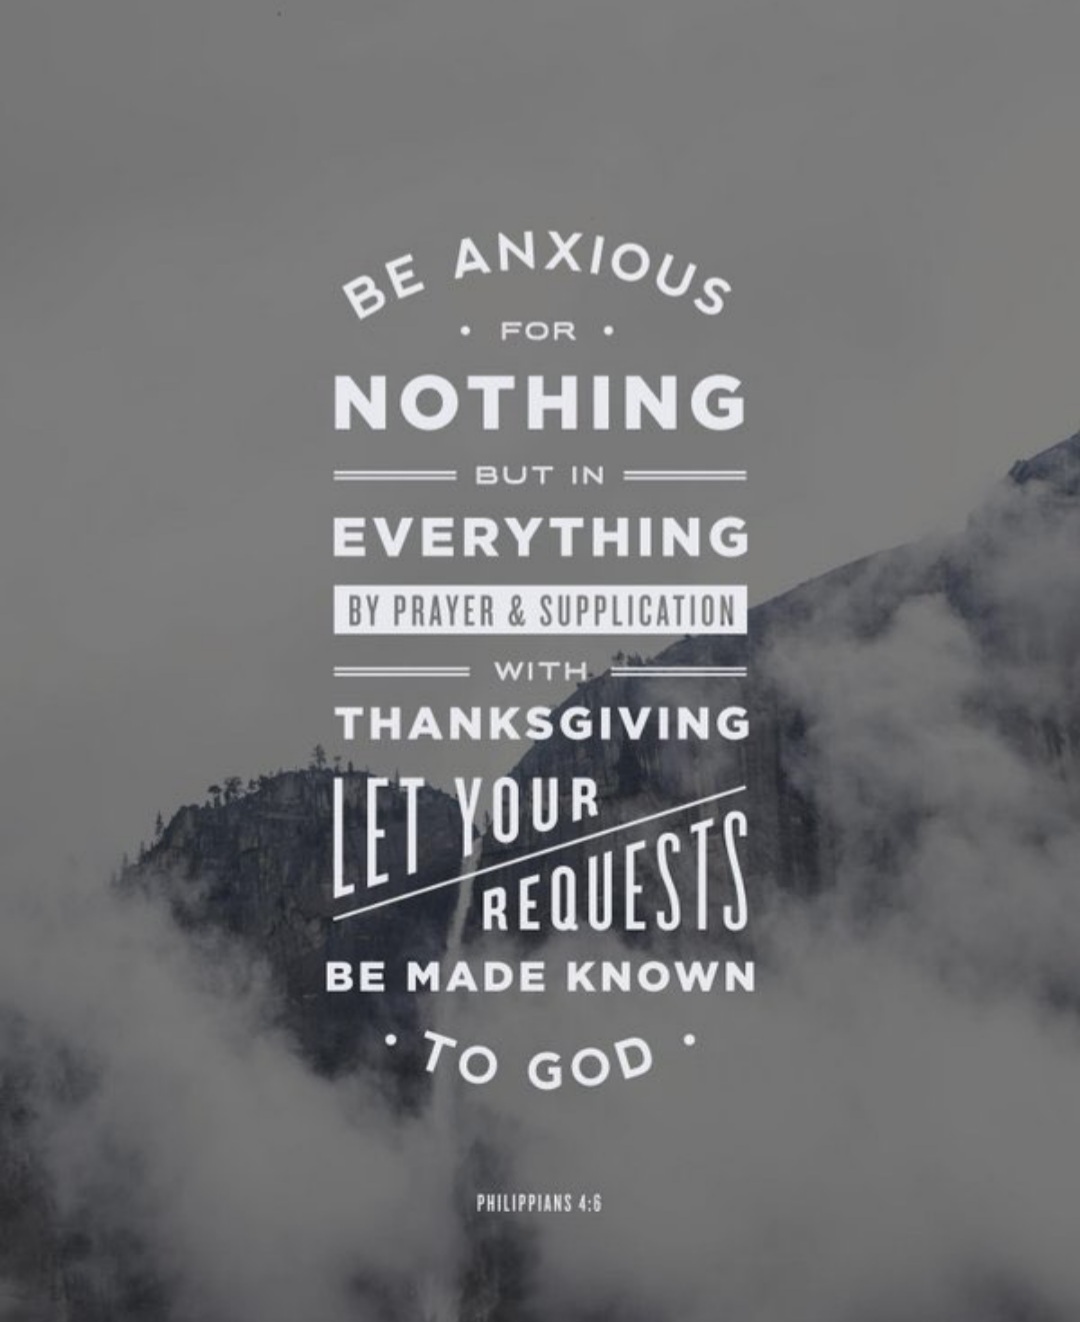 BE ANXIOUS
• FOR •
NOTHING
BUT IN
EVERYTHING
BY PRAYER & SUPPLICATION
WITH
THANKSGIVING
LET YOUR
REQUESTS
BE MADE KNOWN
• TO GOD •
PHILIPPIANS 4:6